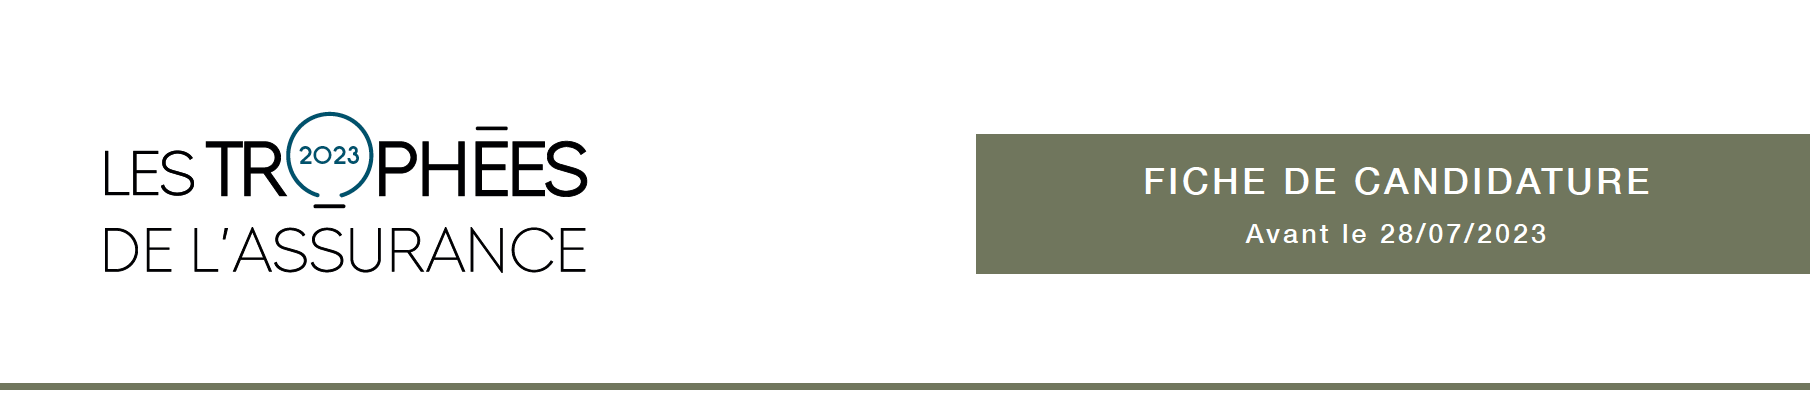 LES TROPHÉES
2023
DE L'ASSURANCE
FICHE DE CANDIDATURE
Avant le 28/07/2023